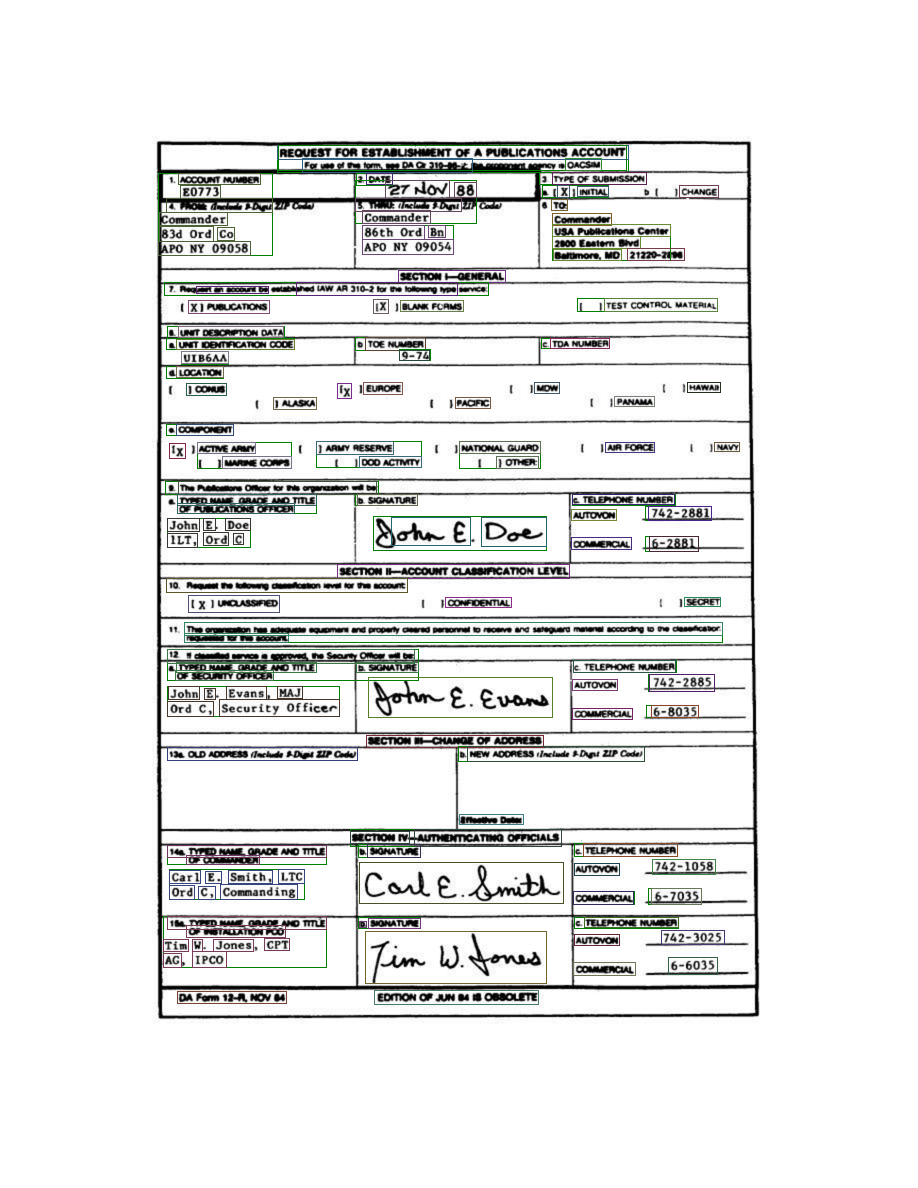 REQUEST FOR ESTABLISHMENT OF A PUBLICATIONS ACCOUNT
For use of this form, see DA Cir 310-86-2; the proponent agency is OACSIM
1. ACCOUNT NUMBER
E0773
2. DATE
27 NOV 88
3. TYPE OF SUBMISSION
a. [ X ] INITIAL b [ ] CHANGE
4. FROM: (Include 9-Digit ZIP Code)
Commander
83d Ord Co
APO NY 09058
5. THRU: (Include 9-Digit ZIP Code)
Commander
86th Ord Bn
APO NY 09054
6 TO:
Commander
USA Publications Center
2800 Eastern Blvd
Baltimore, MD 21220-2896
SECTION I—GENERAL
7. Request an account be established IAW AR 310-2 for the following type service:
[ X ] PUBLICATIONS [X ] BLANK FORMS [ ] TEST CONTROL MATERIAL
8. UNIT DESCRIPTION DATA
a. UNIT IDENTIFICATION CODE
UIB6AA
b TOE NUMBER
9-74
c. TDA NUMBER
d. LOCATION
[ ] CONUS [X ] EUROPE [ ] MDW [ ] HAWAII
[ ] ALASKA [ ] PACIFIC [ ] PANAMA
e. COMPONENT
[X ] ACTIVE ARMY [ ] ARMY RESERVE [ ] NATIONAL GUARD [ ] AIR FORCE [ ] NAVY
[ ] MARINE CORPS [ ] DOD ACTIVITY [ ] OTHER:
9. The Publications Officer for this organization will be:
a. TYPED NAME, GRADE AND TITLE
OF PUBLICATIONS OFFICER
John E. Doe
1LT, Ord C
b. SIGNATURE
John E. Doe
c. TELEPHONE NUMBER
AUTOVON 742-2881
COMMERCIAL 6-2881
SECTION II—ACCOUNT CLASSIFICATION LEVEL
10. Request the following classification level for this account:
[ X ] UNCLASSIFIED [ ] CONFIDENTIAL [ ] SECRET
11. This organization has adequate equipment and properly cleared personnel to receive and safeguard material according to the classification
requested for this account.
12. If classified service is approved, the Security Officer will be:
a. TYPED NAME, GRADE AND TITLE
OF SECURITY OFFICER
John E. Evans, MAJ
Ord C, Security Officer
b. SIGNATURE
John E. Evans
c. TELEPHONE NUMBER
AUTOVON 742-2885
COMMERCIAL 6-8035
SECTION III—CHANGE OF ADDRESS
13a. OLD ADDRESS (Include 9-Digit ZIP Code)
b. NEW ADDRESS (Include 9-Digit ZIP Code)
Effective Date:
SECTION IV—AUTHENTICATING OFFICIALS
14a. TYPED NAME, GRADE AND TITLE
OF COMMANDER
Carl E. Smith, LTC
Ord C, Commanding
b. SIGNATURE
Carl E. Smith
c. TELEPHONE NUMBER
AUTOVON 742-1058
COMMERCIAL 6-7035
15a. TYPED NAME, GRADE AND TITLE
OF INSTALLATION PCO
Tim W. Jones, CPT
AG, IPCO
b. SIGNATURE
Tim W. Jones
c. TELEPHONE NUMBER
AUTOVON 742-3025
COMMERCIAL 6-6035
DA Form 12-R, NOV 84 EDITION OF JUN 84 IS OBSOLETE